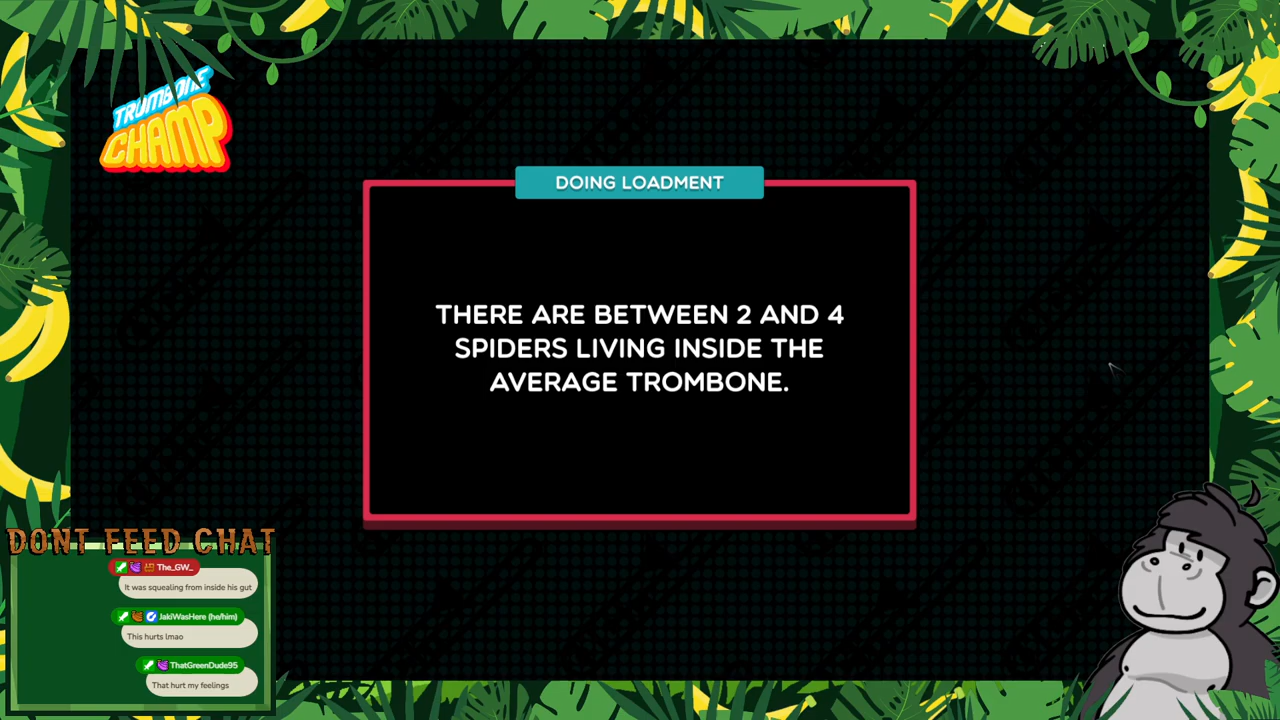 TROMBONE
CHAMP
DOING LOADMENT
THERE ARE BETWEEN 2 AND 4
SPIDERS LIVING INSIDE THE
AVERAGE TROMBONE.
DONT FEED CHAT
The_GW_
It was squealing from inside his gut
JakiWasHere (he/him)
This hurts lmao
ThatGreenDude95
That hurt my feelings